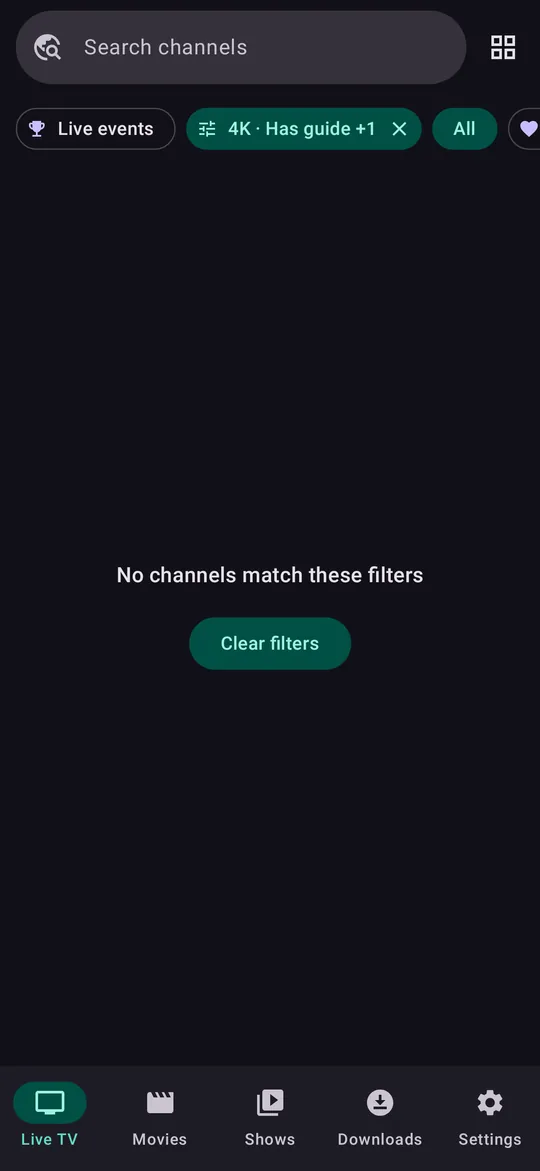 Search channels
Live events
4K · Has guide +1
All
No channels match these filters
Clear filters
Live TV
Movies
Shows
Downloads
Settings